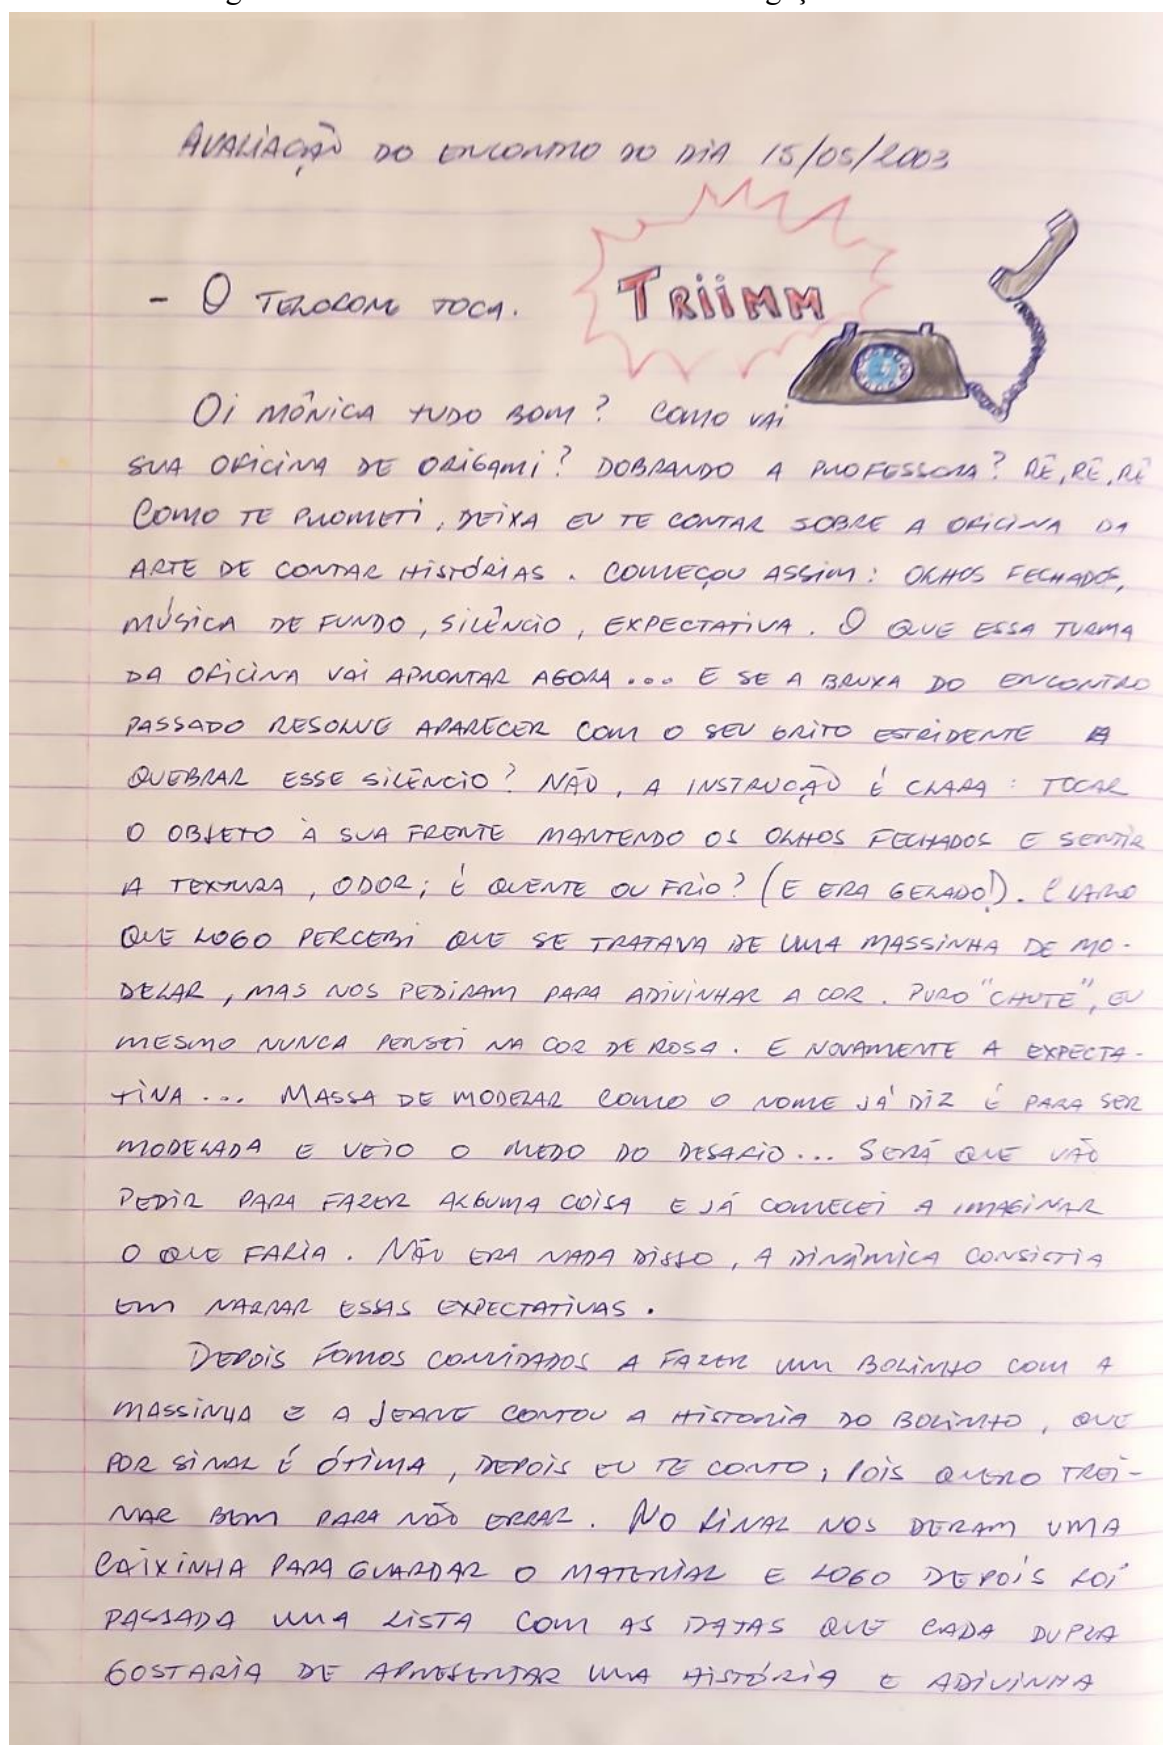 AVALIAÇÃO DO ENCONTRO DO DIA 15/05/2003
TRIIMM
- O TELEFONE TOCA.
OI MÔNICA TUDO BOM? COMO VAI
SUA OFICINA DE ORIGAMI? DOBRANDO A PROFESSORA? RÊ, RÊ, RÊ
COMO TE PROMETI, DEIXA EU TE CONTAR SOBRE A OFICINA DA
ARTE DE CONTAR HISTÓRIAS. COMEÇOU ASSIM: OLHOS FECHADOS,
MÚSICA DE FUNDO, SILÊNCIO, EXPECTATIVA. O QUE ESSA TURMA
DA OFICINA VAI APRONTAR AGORA... E SE A BRUXA DO ENCONTRO
PASSADO RESOLVE APARECER COM O SEU GRITO ESTRIDENTE A
QUEBRAR ESSE SILÊNCIO? NÃO, A INSTRUÇÃO É CLARA: TOCAR
O OBJETO À SUA FRENTE MANTENDO OS OLHOS FECHADOS E SENTIR
A TEXTURA, ODOR; É QUENTE OU FRIO? (E ERA GELADO!). CLARO
QUE LOGO PERCEBI QUE SE TRATAVA DE UMA MASSINHA DE MO-
DELAR, MAS NOS PEDIRAM PARA ADIVINHAR A COR. PURO "CHUTE", EU
MESMO NUNCA PENSEI NA COR DE ROSA. E NOVAMENTE A EXPECTA-
TIVA... MASSA DE MODELAR COMO O NOME JÁ DIZ É PARA SER
MODELADA E VEIO O MEDO DO DESAFIO... SERÁ QUE VÃO
PEDIR PARA FAZER ALGUMA COISA E JÁ COMECEI A IMAGINAR
O QUE FARIA. NÃO ERA NADA DISSO, A DINÂMICA CONSISTIA
EM NARRAR ESSAS EXPECTATIVAS.
DEPOIS FOMOS CONVIDADOS A FAZER UM BOLINHO COM A
MASSINHA E A JEANE CONTOU A HISTORIA DO BOLINHO, QUE
POR SINAL É ÓTIMA, DEPOIS EU TE CONTO, POIS QUERO TREI-
NAR BEM PARA NÃO ERRAR. NO FINAL NOS DERAM UMA
CAIXINHA PARA GUARDAR O MATERIAL E LOGO DEPOIS FOI
PASSADA UMA LISTA COM AS DATAS QUE CADA DUPLA
GOSTARIA DE APRESENTAR UMA HISTÓRIA E ADIVINHA